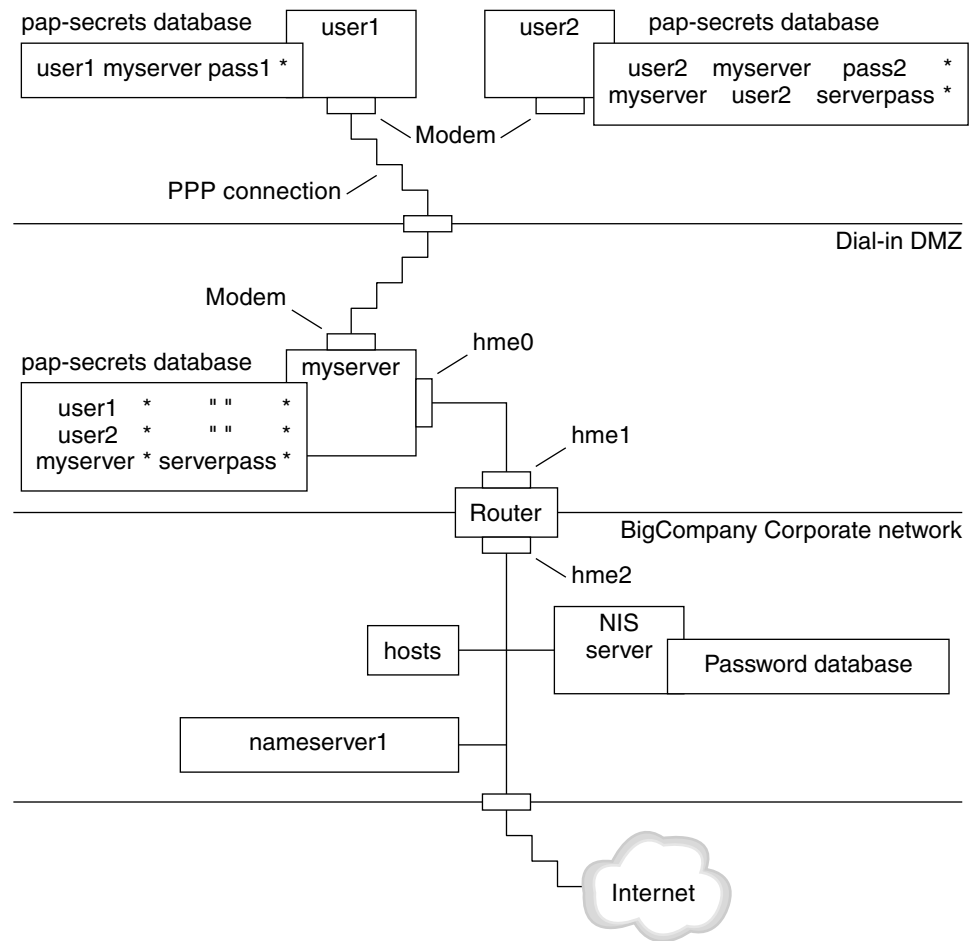 pap-secrets database
user1
user2
pap-secrets database
user1 myserver pass1 *
user2 myserver pass2 *
myserver user2 serverpass *
Modem
PPP connection
Dial-in DMZ
Modem
hme0
pap-secrets database
myserver
user1 * " " *
user2 * " " *
myserver * serverpass *
hme1
Router
BigCompany Corporate network
hme2
NIS
server
hosts
Password database
nameserver1
Internet